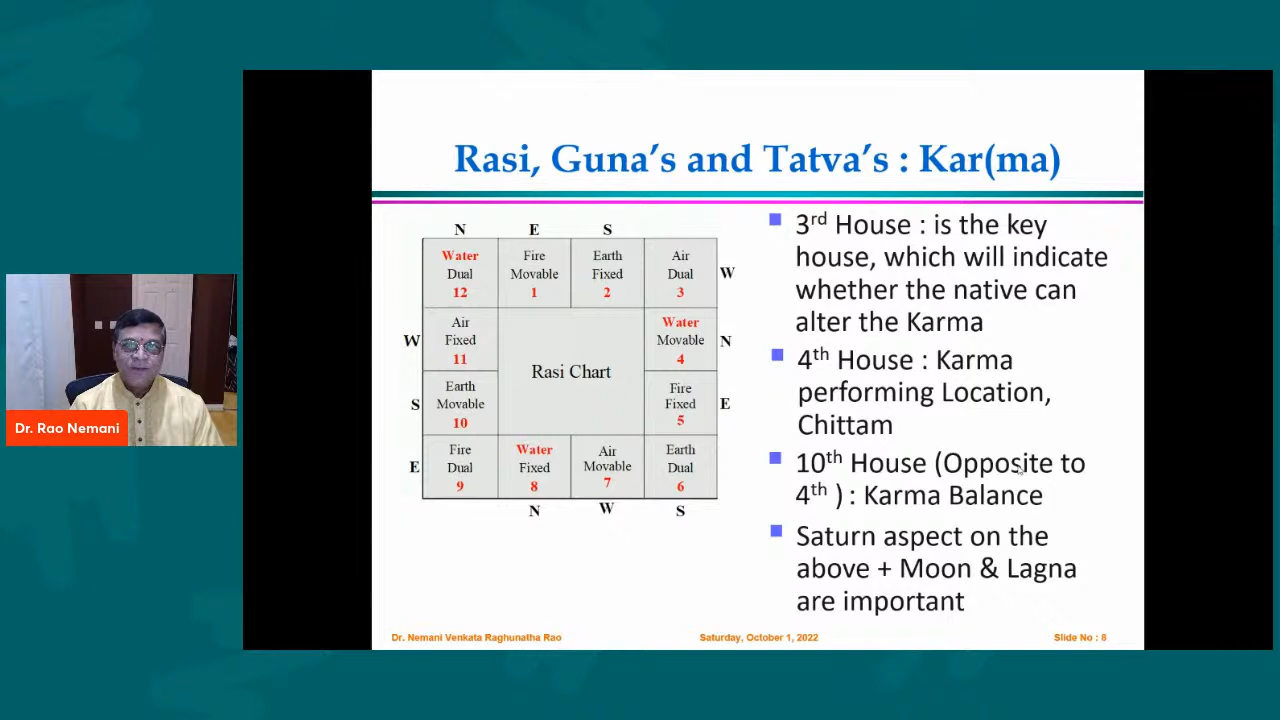 Rasi, Guna's and Tatva's : Kar(ma)
N E S
Water Fire Earth Air
Dual Movable Fixed Dual
12 1 2 3
W
Air
Fixed
11
W
Rasi Chart
Water
Movable
4
N
Earth
Movable
10
S
Fire
Fixed
5
E
E
Fire Water Air Earth
Dual Fixed Movable Dual
9 8 7 6
N W S
3rd House : is the key
house, which will indicate
whether the native can
alter the Karma
4th House : Karma
performing Location,
Chittam
10th House (Opposite to
4th ) : Karma Balance
Saturn aspect on the
above + Moon & Lagna
are important
Dr. Rao Nemani
Dr. Nemani Venkata Raghunatha Rao
Saturday, October 1, 2022
Slide No : 8